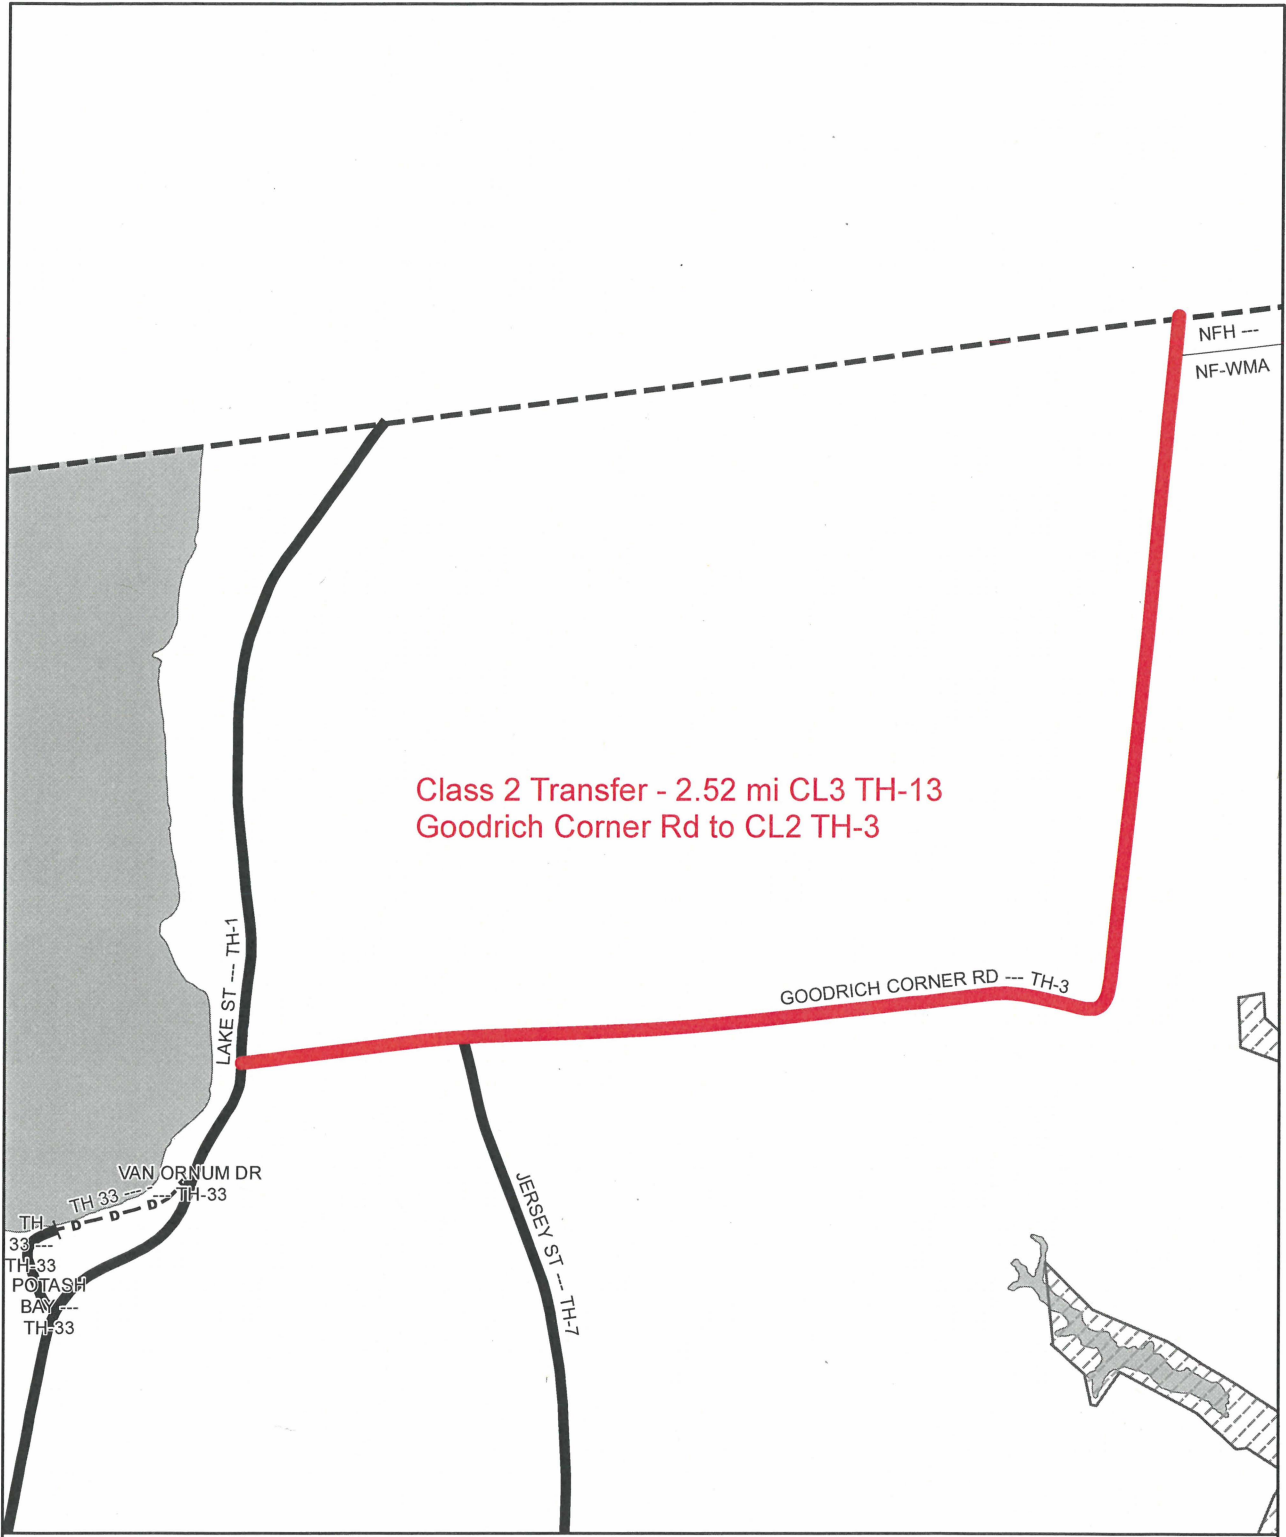 NFH ---
NF-WMA
Class 2 Transfer - 2.52 mi CL3 TH-13
Goodrich Corner Rd to CL2 TH-3
LAKE ST --- TH-1
GOODRICH CORNER RD --- TH-3
VAN ORNUM DR
--- TH-33
TH 33 ---
D D D
TH
33 ---
TH-33
POTASH
BAY ---
TH-33
JERSEY ST --- TH-7